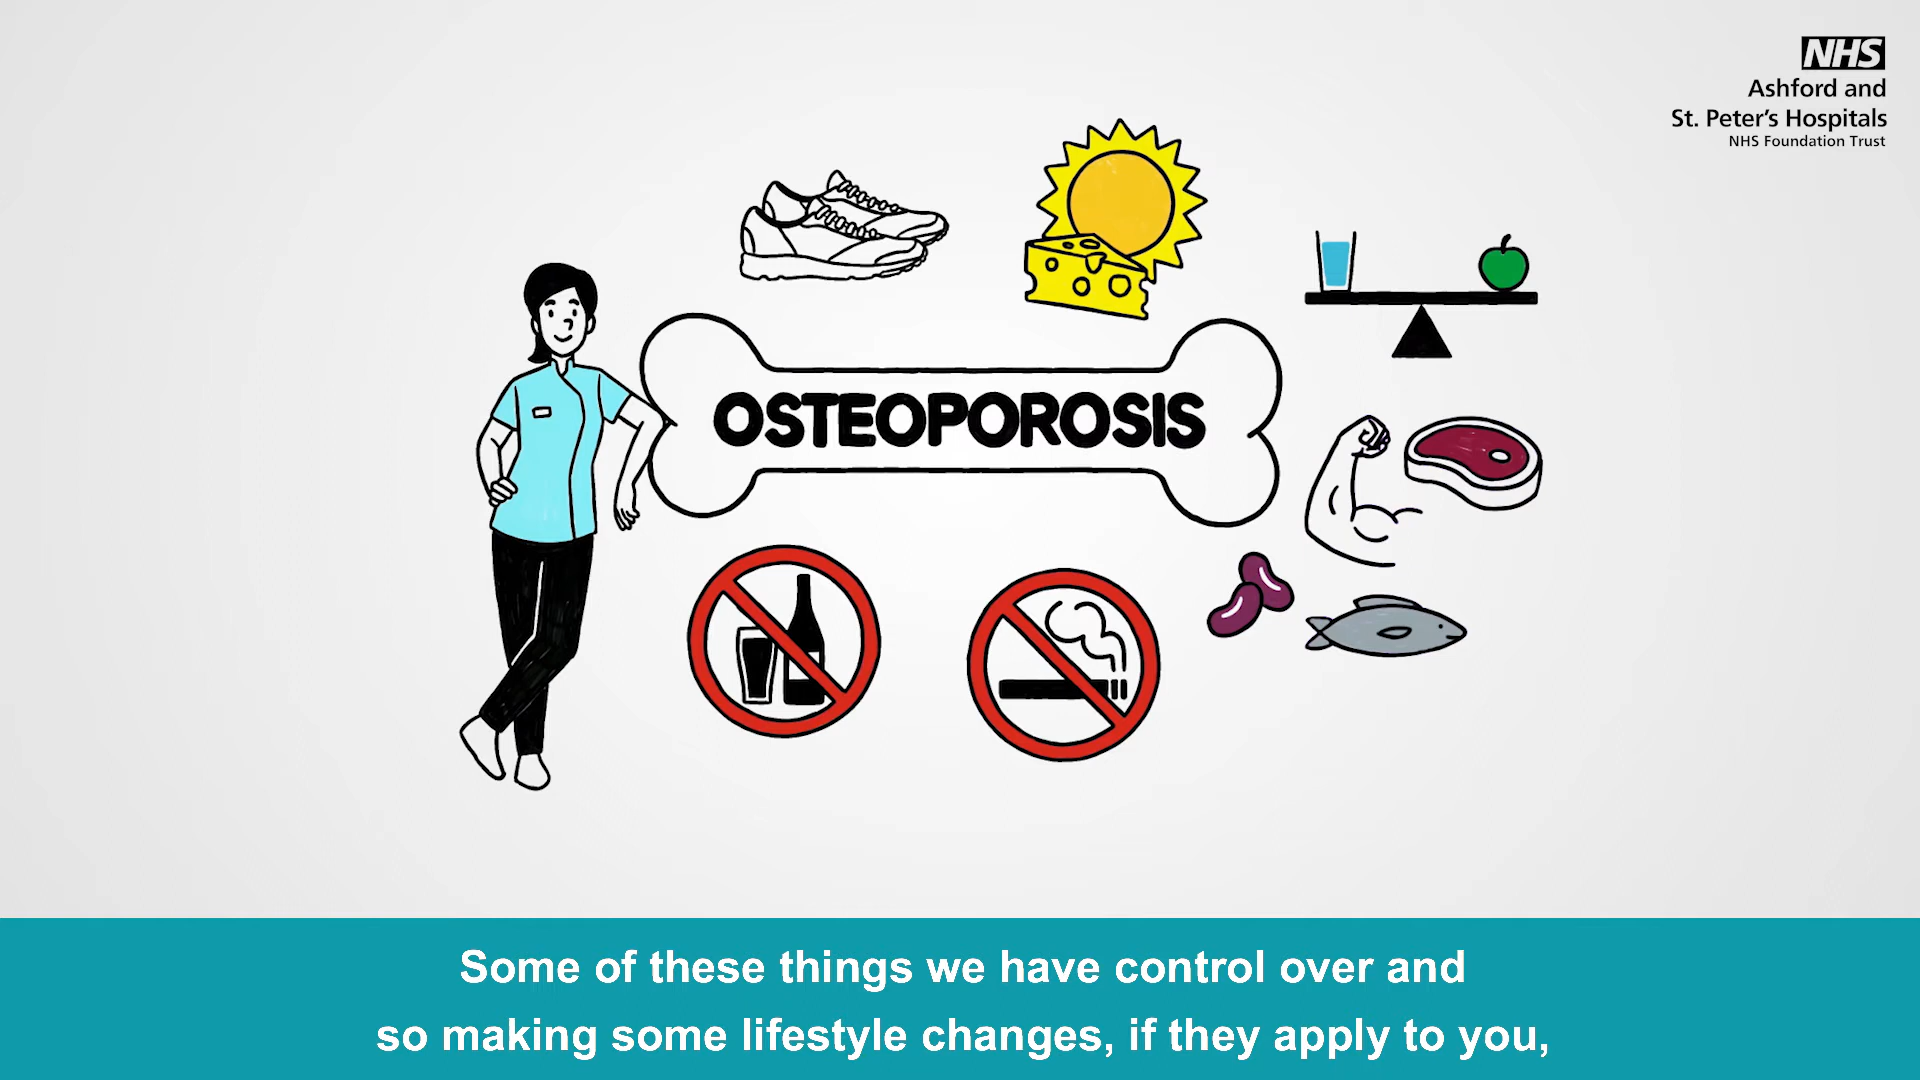 NHS
Ashford and
St. Peter's Hospitals
NHS Foundation Trust
OSTEOPOROSIS
Some of these things we have control over and
so making some lifestyle changes, if they apply to you,